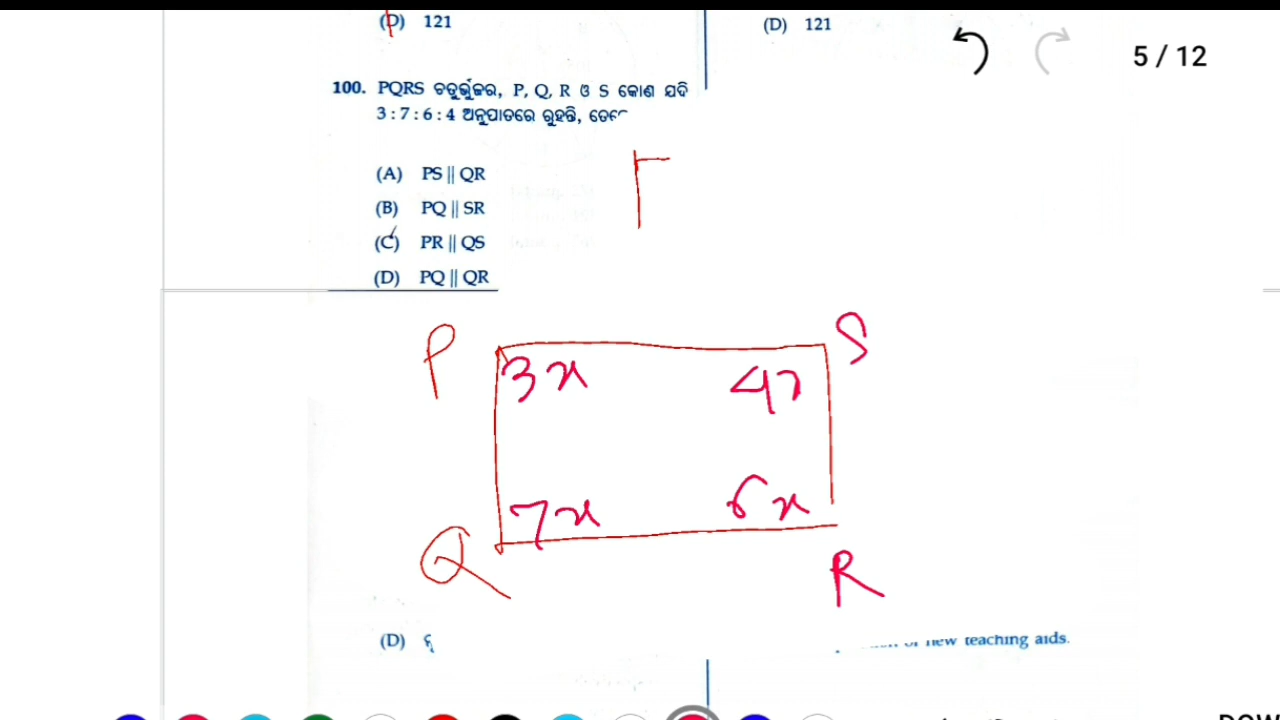 (D) 121
(D) 121
5 / 12
100. PQRS ଚତୁର୍ଭୁଜର, P, Q, R ଓ S କୋଣ ଯଦି
3 : 7 : 6 : 4 ଅନୁପାତରେ ରୁହନ୍ତି,
(A) PS || QR
(B) PQ || SR
(C) PR || QS
(D) PQ || QR
P
S
3x
4x
7x
6x
Q
R
(D)
new teaching aids.